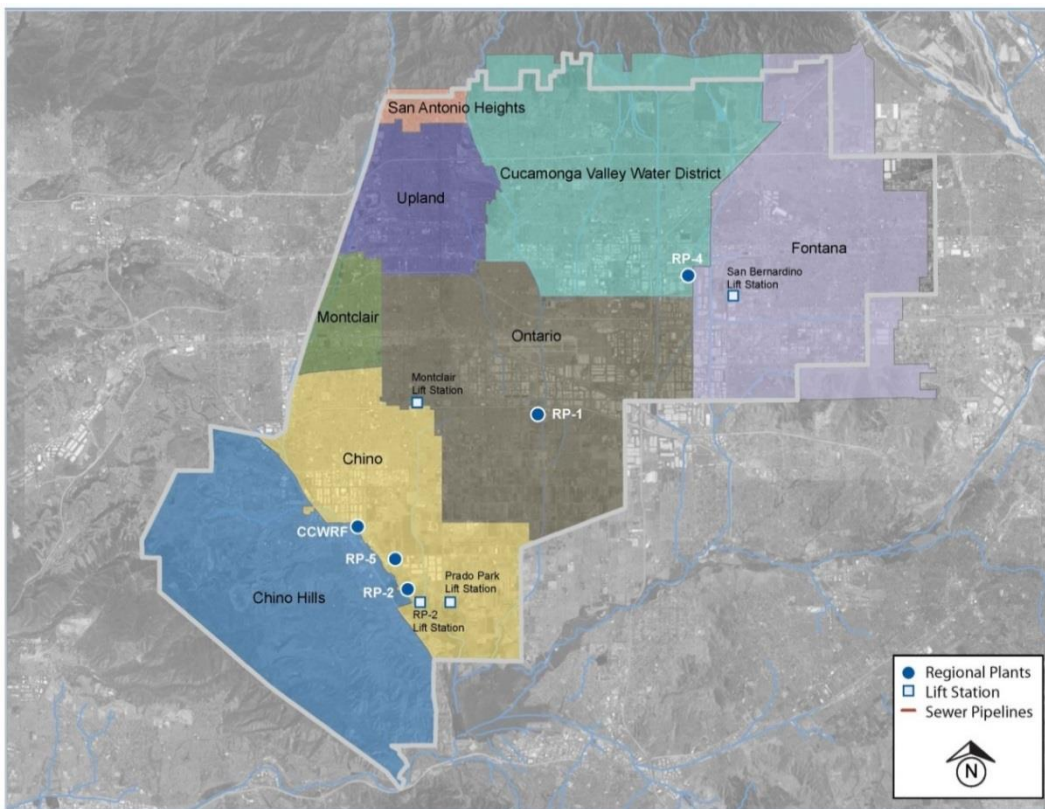 San Antonio Heights
Cucamonga Valley Water District
Upland
Fontana
RP-4
San Bernardino
Lift Station
Montclair
Ontario
Montclair
Lift Station
RP-1
Chino
CCWRF
RP-5
Prado Park
Lift Station
RP-2
Chino Hills
RP-2
Lift Station
Regional Plants
Lift Station
Sewer Pipelines
N